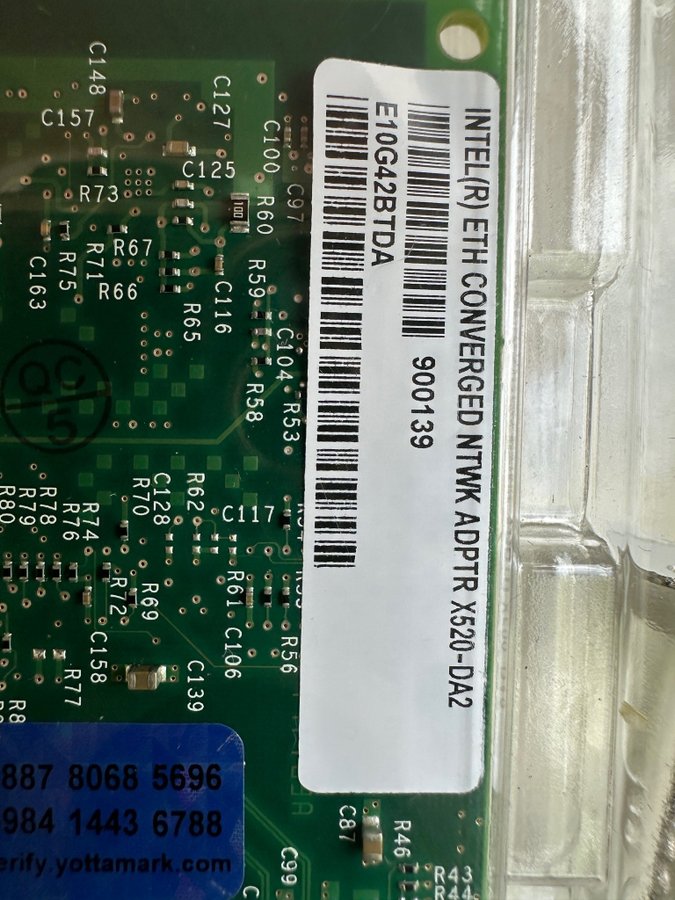 INTEL(R) ETH CONVERGED NTWK ADPTR X520-DA2
900139
E10G42BTDA
C148
C157
C127
C100
C125
C97
R73
R60
100
R67
R71
R75
R66
C163
R59
C116
R65
C104
R58
R53
QC
5
R80
R79
R78
R76
R74
R70
C128
R62
C117
R72
R69
R61
C106
R56
C158
C139
R77
887 8068 5696
984 1443 6788
erify.yottamark.com
C87
R46
C99
R43
R44